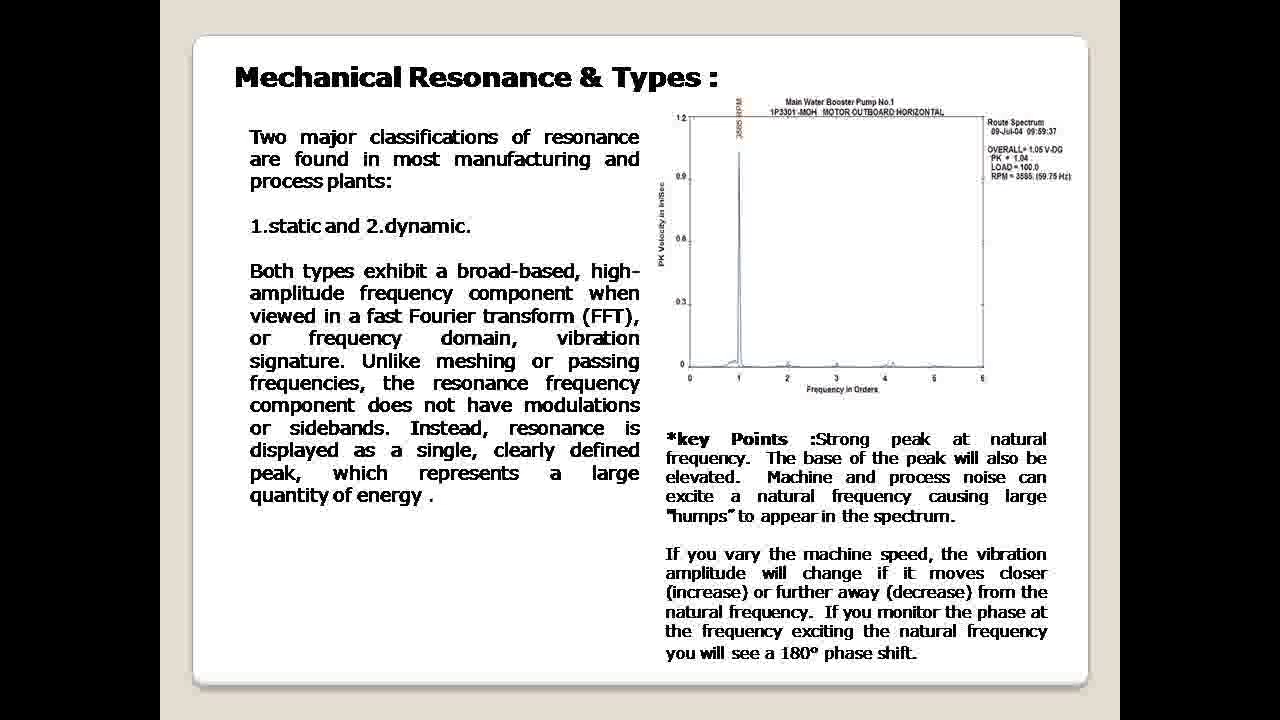 Mechanical Resonance & Types :
Two major classifications of resonance
are found in most manufacturing and
process plants:
1.static and 2.dynamic.
Both types exhibit a broad-based, high-
amplitude frequency component when
viewed in a fast Fourier transform (FFT),
or frequency domain, vibration
signature. Unlike meshing or passing
frequencies, the resonance frequency
component does not have modulations
or sidebands. Instead, resonance is
displayed as a single, clearly defined
peak, which represents a large
quantity of energy .
Main Water Booster Pump No.1
1P3301 -MOH MOTOR OUTBOARD HORIZONTAL
3585 RPM
Route Spectrum
09-Jul-04 09:59:37
OVERALL= 1.05 V-DG
PK = 1.04
LOAD = 100.0
RPM = 3585. (59.75 Hz)
PK Velocity in In/Sec
1.2
0.9
0.6
0.3
0
0 1 2 3 4 5 6
Frequency in Orders
*key Points :Strong peak at natural
frequency. The base of the peak will also be
elevated. Machine and process noise can
excite a natural frequency causing large
"humps" to appear in the spectrum.
If you vary the machine speed, the vibration
amplitude will change if it moves closer
(increase) or further away (decrease) from the
natural frequency. If you monitor the phase at
the frequency exciting the natural frequency
you will see a 180° phase shift.